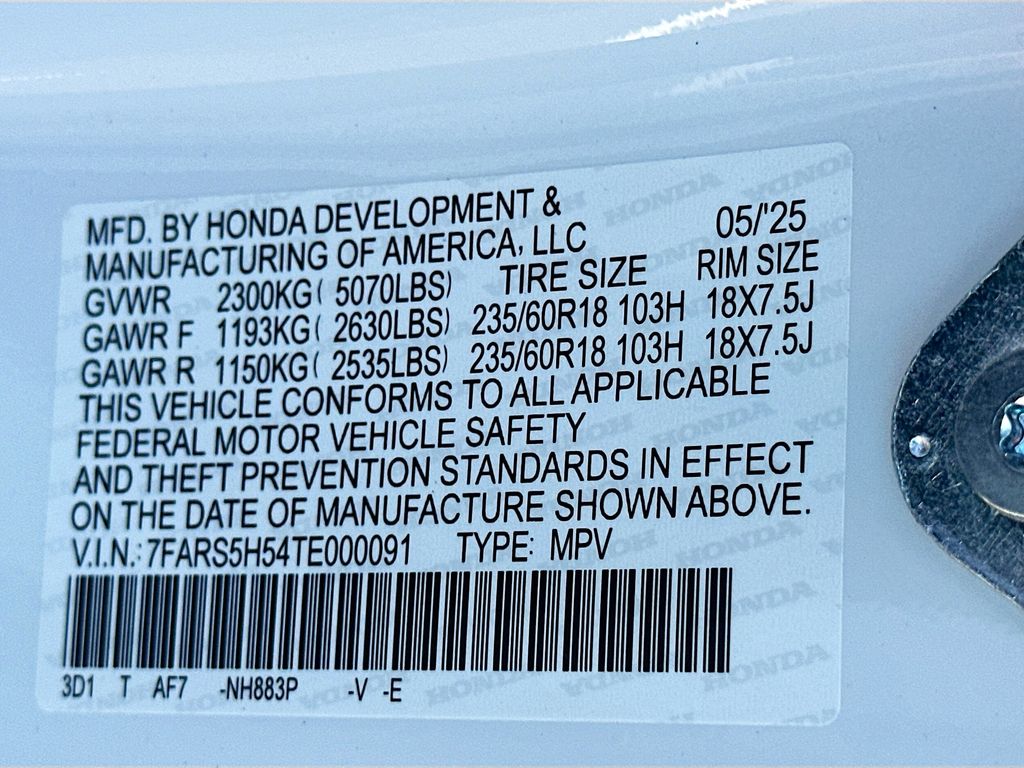 MFD. BY HONDA DEVELOPMENT &
MANUFACTURING OF AMERICA, LLC 05/'25
GVWR 2300KG( 5070LBS) TIRE SIZE RIM SIZE
GAWR F 1193KG( 2630LBS) 235/60R18 103H 18X7.5J
GAWR R 1150KG( 2535LBS) 235/60R18 103H 18X7.5J
THIS VEHICLE CONFORMS TO ALL APPLICABLE
FEDERAL MOTOR VEHICLE SAFETY
AND THEFT PREVENTION STANDARDS IN EFFECT
ON THE DATE OF MANUFACTURE SHOWN ABOVE.
V.I.N.: 7FARS5H54TE000091 TYPE: MPV
3D1 T AF7 -NH883P -V -E